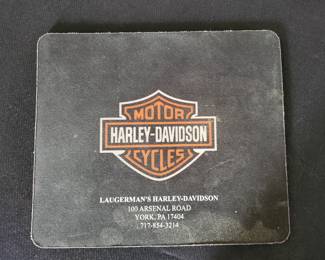 MOTOR
HARLEY-DAVIDSON
CYCLES
LAUGERMAN'S HARLEY-DAVIDSON
100 ARSENAL ROAD
YORK, PA 17404
717-854-3214